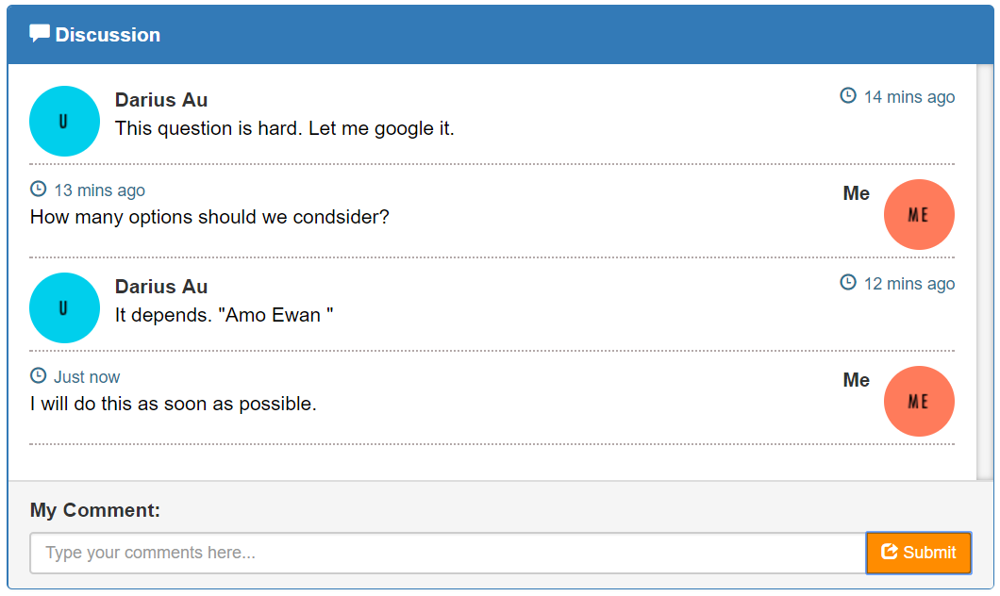 Discussion
U
Darius Au
14 mins ago
This question is hard. Let me google it.
13 mins ago
Me
ME
How many options should we condsider?
U
Darius Au
12 mins ago
It depends. "Amo Ewan "
Just now
Me
ME
I will do this as soon as possible.
My Comment:
Type your comments here...
Submit